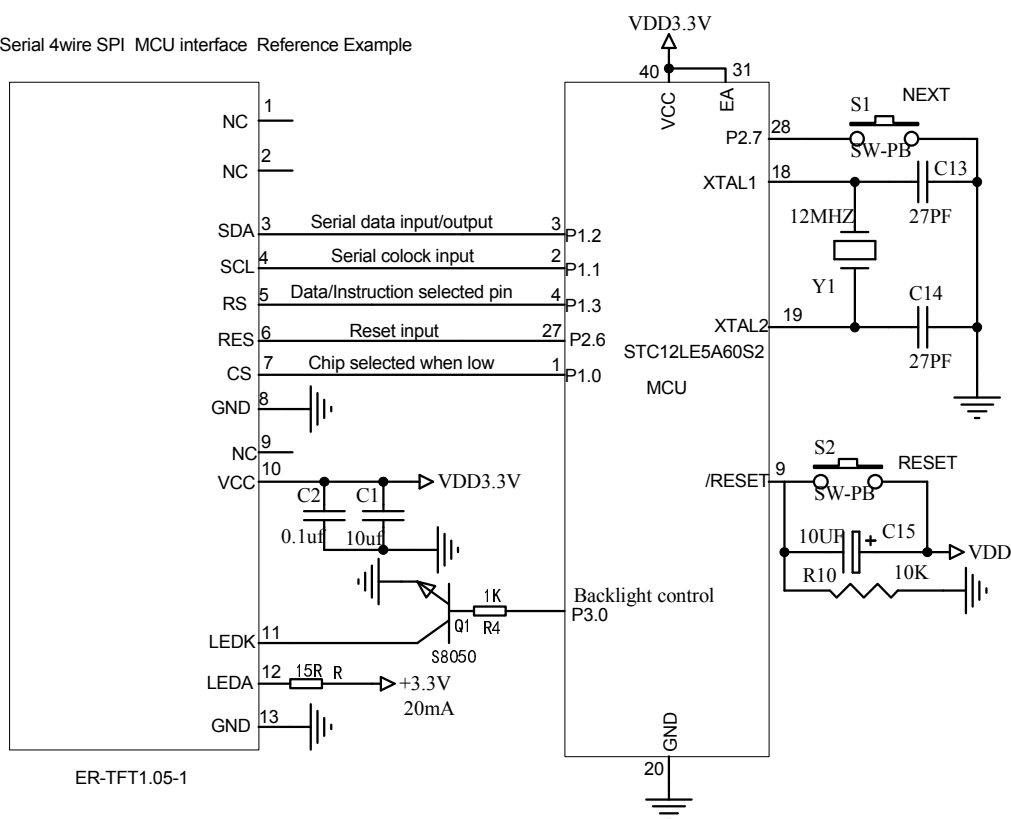 VDD3.3V
Serial 4wire SPI MCU interface Reference Example
40 31
VCC EA
1
NC
2
NC
SDA 3 Serial data input/output 3 P1.2
SCL 4 Serial colock input 2 P1.1
RS 5 Data/Instruction selected pin 4 P1.3
RES 6 Reset input 27 P2.6
CS 7 Chip selected when low 1 P1.0
GND 8
NC 9
VCC 10
C2 C1 VDD3.3V
0.1uf 10uf
LEDK 11
Q1
S8050
1K
R4
Backlight control
P3.0
LEDA 12 15R R +3.3V
20mA
GND 13
ER-TFT1.05-1
S1 NEXT
P2.7 28
SW-PB
XTAL1 18
C13
12MHZ 27PF
Y1
C14
XTAL2 19
27PF
STC12LE5A60S2
MCU
S2 RESET
/RESET 9
SW-PB
10UF + C15
VDD
R10 10K
GND
20